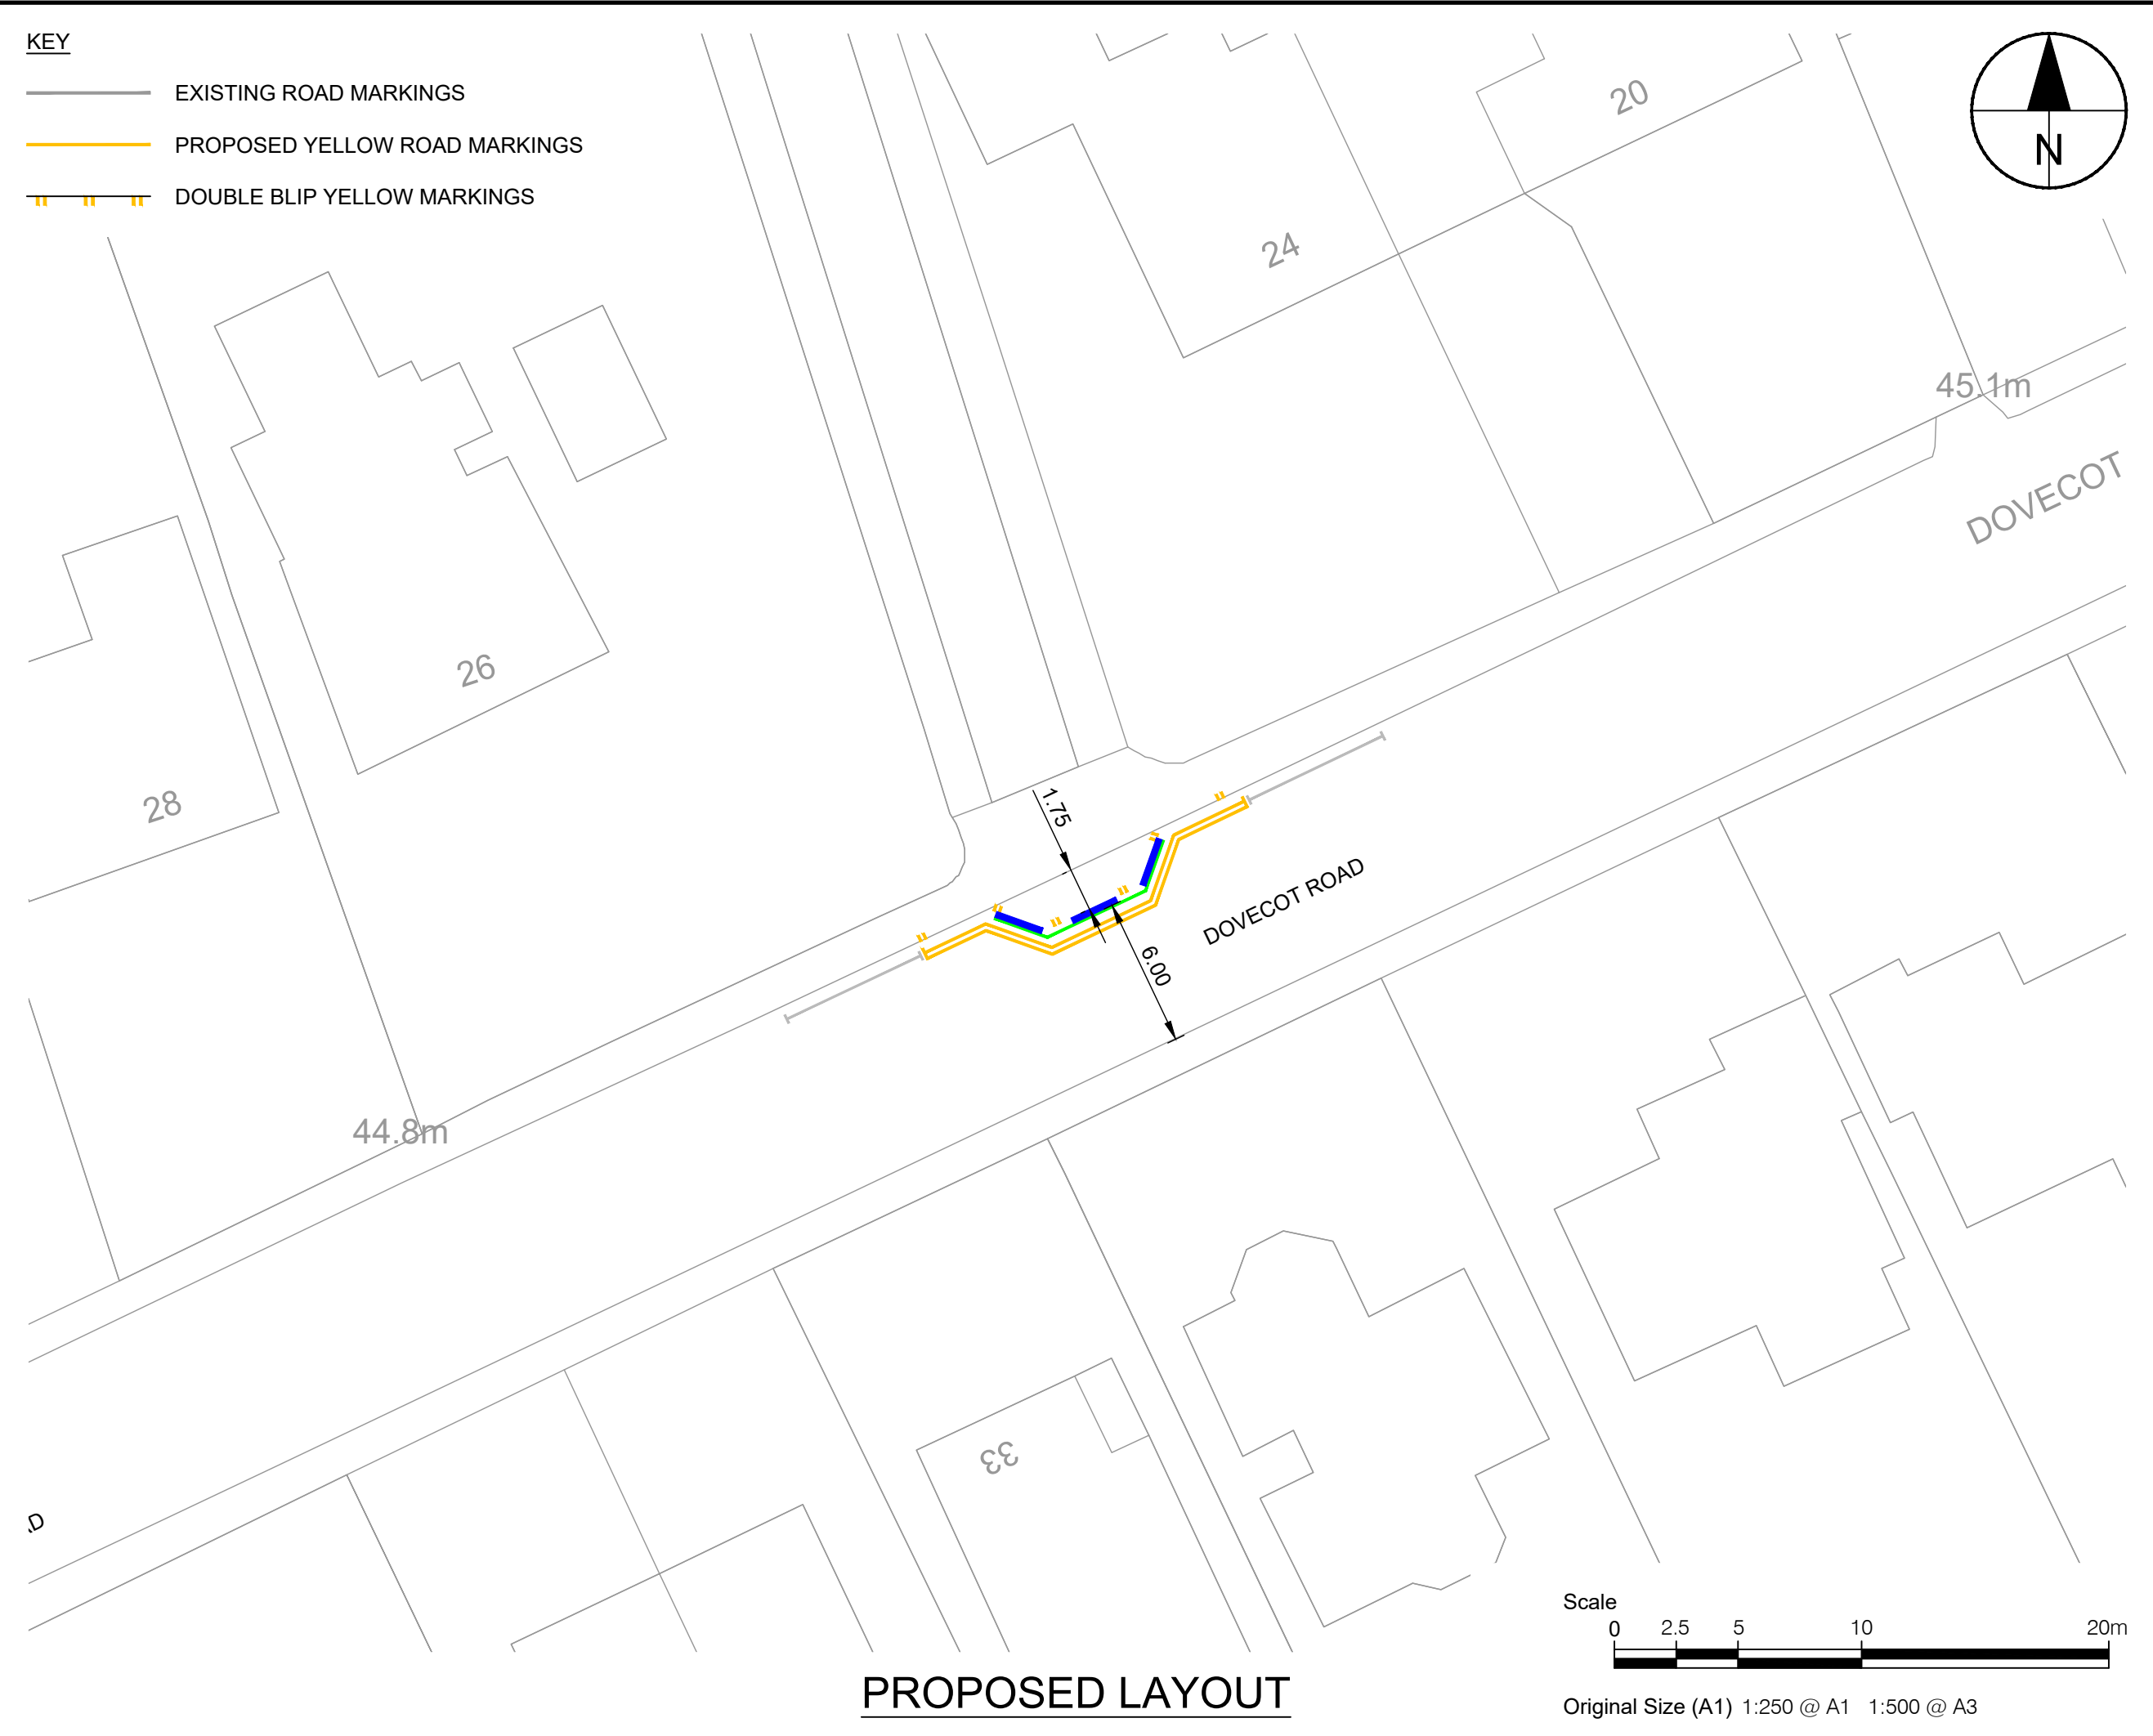 KEY
EXISTING ROAD MARKINGS
PROPOSED YELLOW ROAD MARKINGS
DOUBLE BLIP YELLOW MARKINGS
N
20
24
45.1m
DOVECOT
26
28
1.75
DOVECOT ROAD
6.00
44.8m
33
D
Scale
0 2.5 5 10 20m
PROPOSED LAYOUT
Original Size (A1) 1:250 @ A1 1:500 @ A3